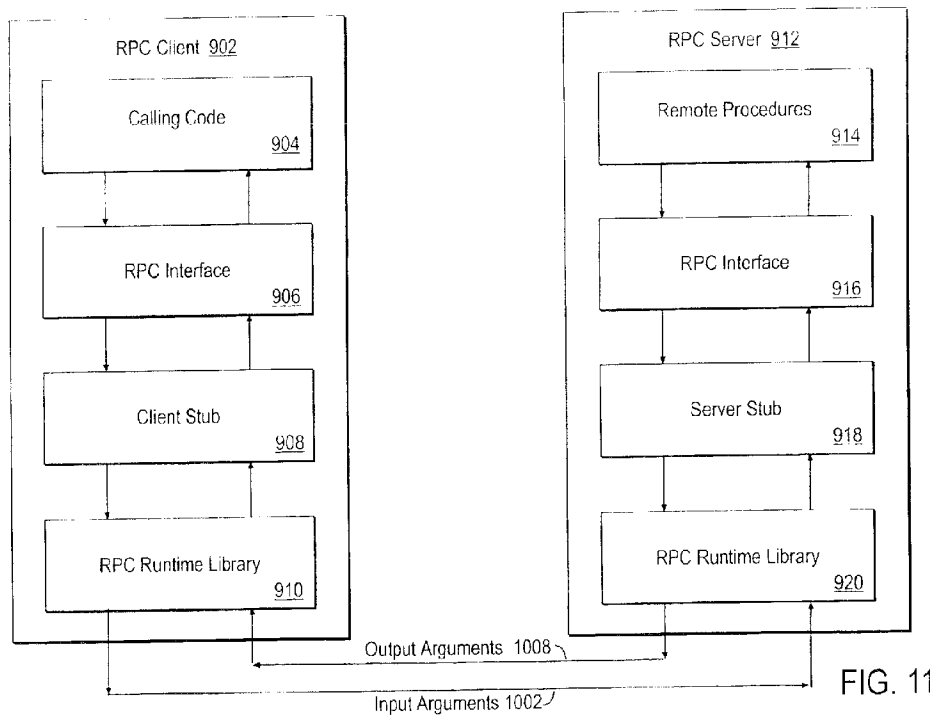 RPC Client 902
Calling Code
904
RPC Interface
906
Client Stub
908
RPC Runtime Library
910
RPC Server 912
Remote Procedures
914
RPC Interface
916
Server Stub
918
RPC Runtime Library
920
Output Arguments 1008
Input Arguments 1002
FIG. 11